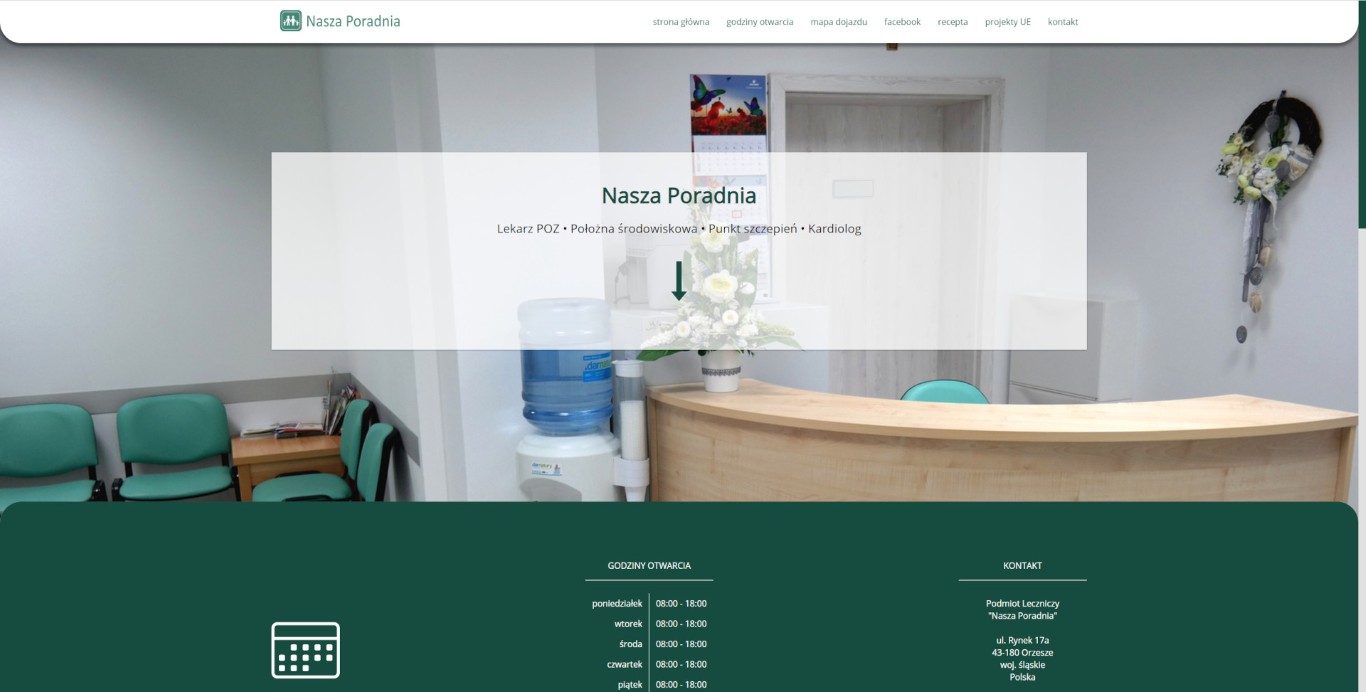 Nasza Poradnia
strona główna godziny otwarcia mapa dojazdu facebook recepta projekty UE kontakt
Nasza Poradnia
Lekarz POZ • Położna środowiskowa • Punkt szczepień • Kardiolog
GODZINY OTWARCIA
poniedziałek 08:00 - 18:00
wtorek 08:00 - 18:00
środa 08:00 - 18:00
czwartek 08:00 - 18:00
piątek 08:00 - 18:00
KONTAKT
Podmiot Leczniczy
"Nasza Poradnia"
ul. Rynek 17a
43-180 Orzesze
woj. śląskie
Polska